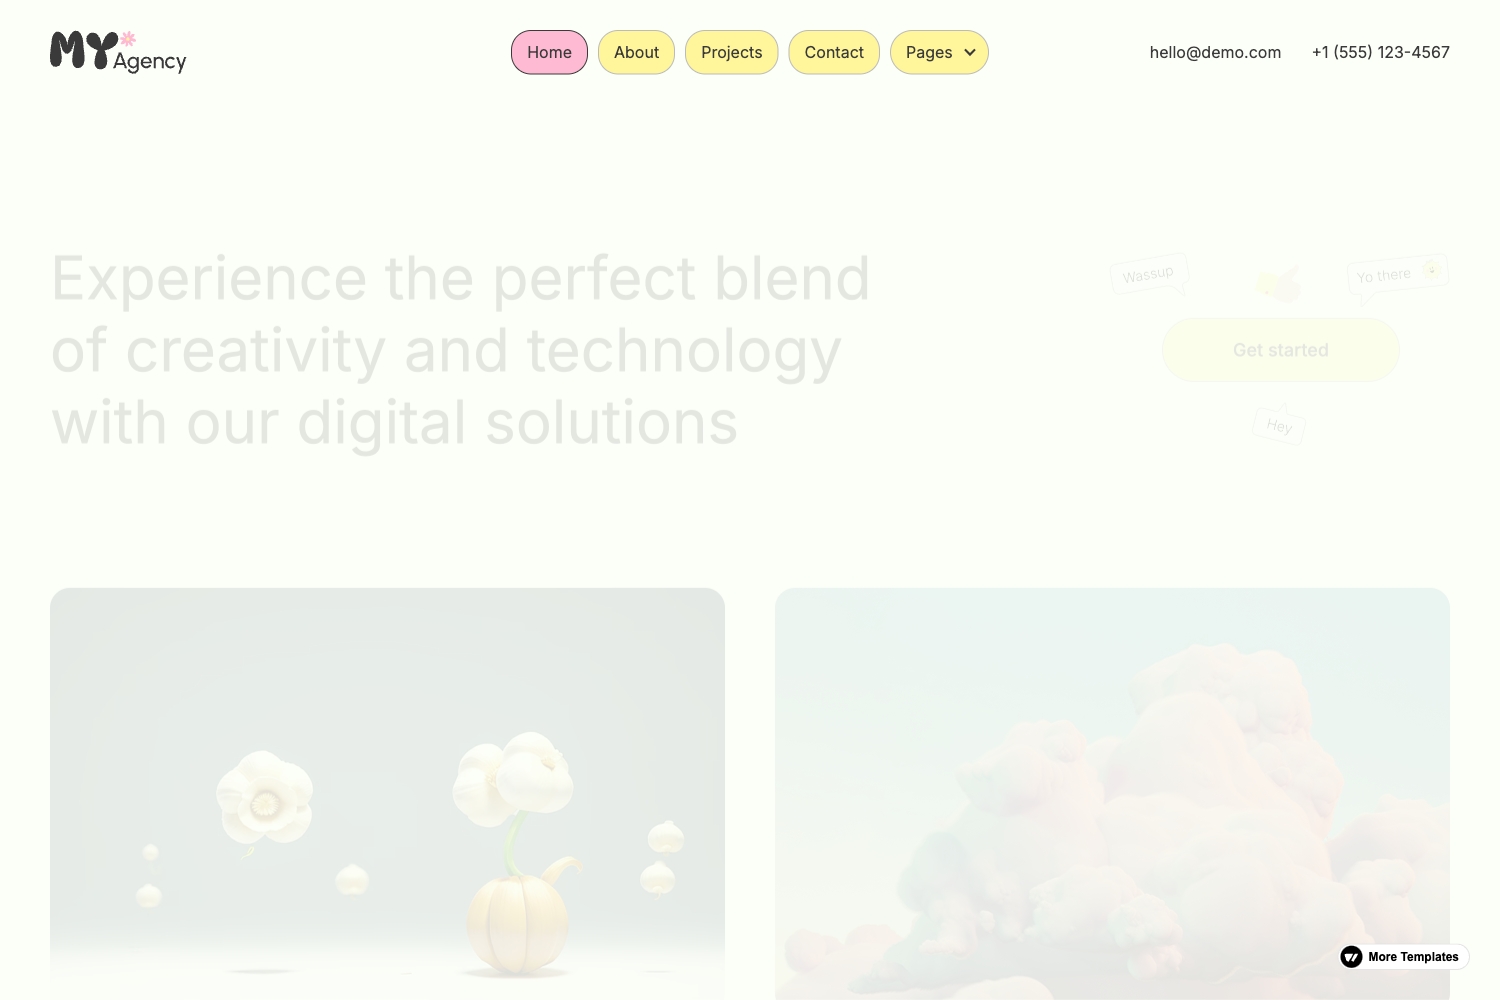 MY Agency
Home
About
Projects
Contact
Pages
hello@demo.com
+1 (555) 123-4567
Experience the perfect blend
of creativity and technology
with our digital solutions
Wassup
Yo there
Get started
Hey
More Templates